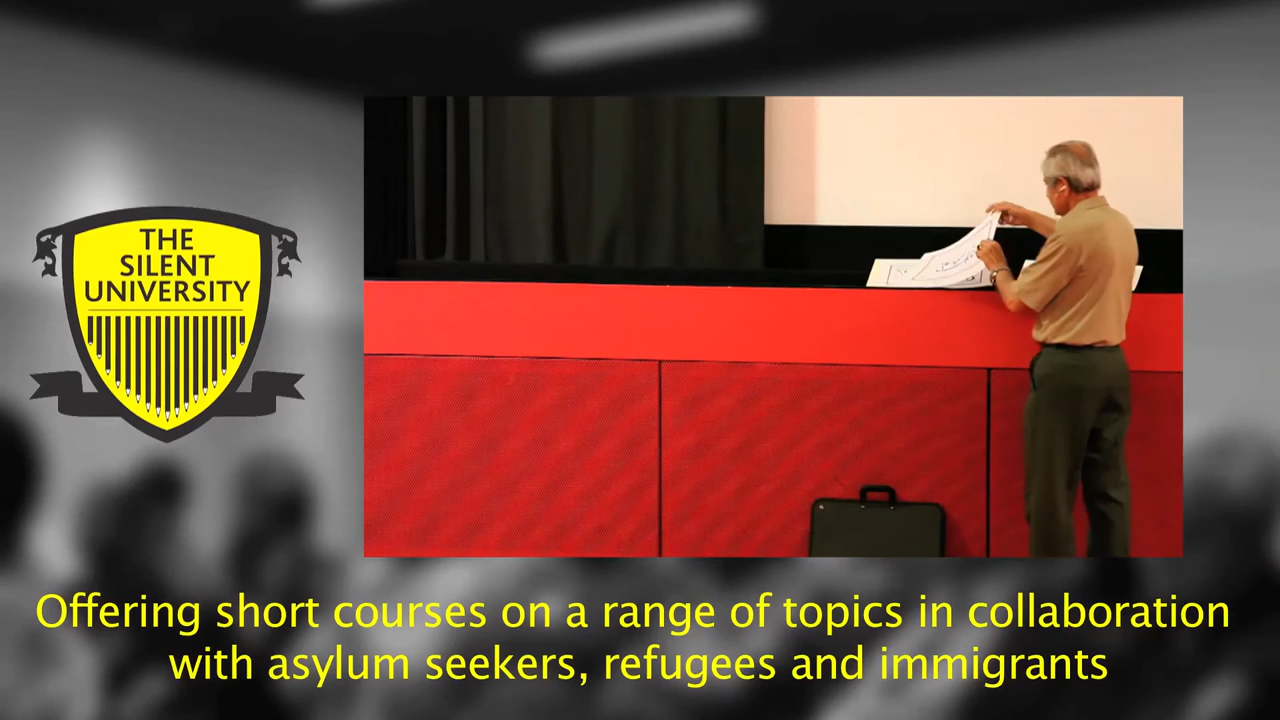 THE
SILENT
UNIVERSITY
Offering short courses on a range of topics in collaboration
with asylum seekers, refugees and immigrants